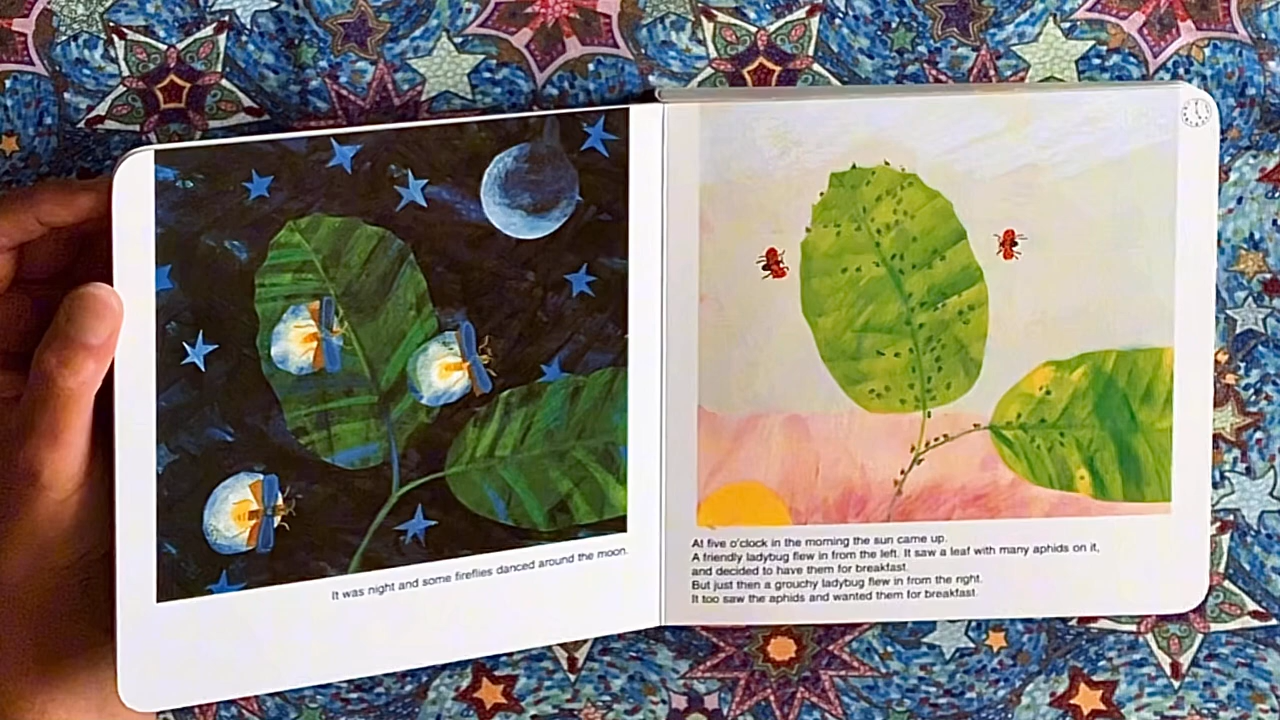 It was night and some fireflies danced around the moon.
At five o'clock in the morning the sun came up.
A friendly ladybug flew in from the left. It saw a leaf with many aphids on it,
and decided to have them for breakfast.
But just then a grouchy ladybug flew in from the right.
It too saw the aphids and wanted them for breakfast.